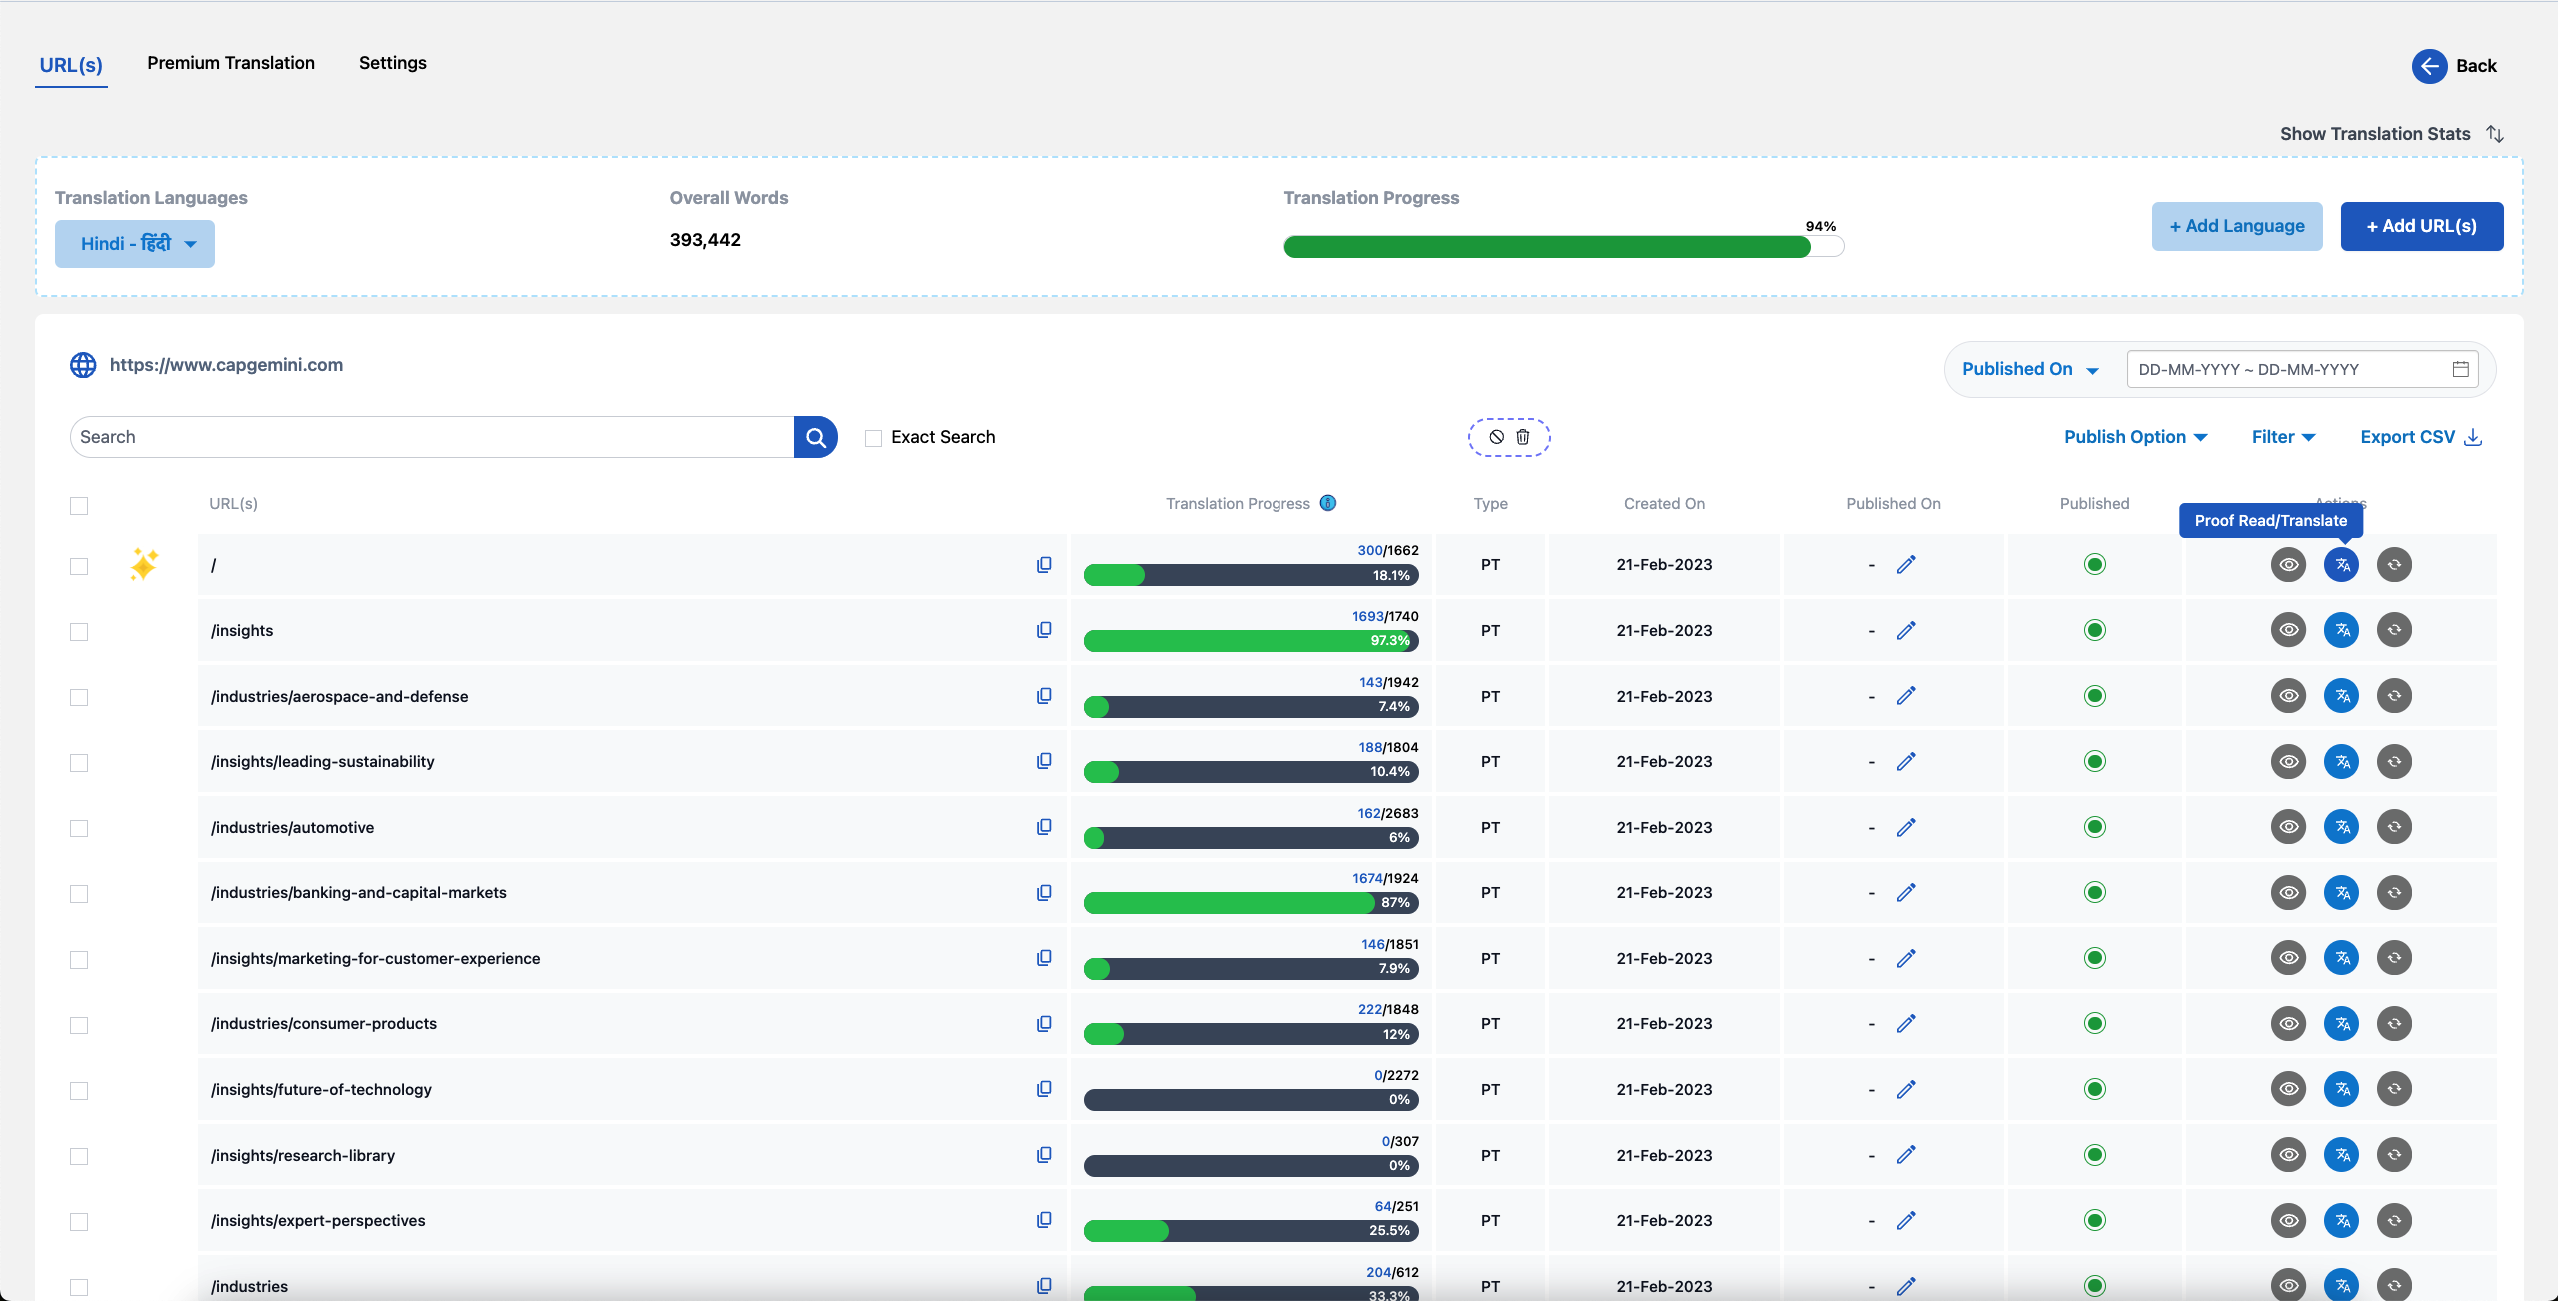 URL(s) Premium Translation Settings Back
Show Translation Stats
Translation Languages Overall Words Translation Progress
Hindi - हिंदी 393,442 94% + Add Language + Add URL(s)
https://www.capgemini.com Published On DD-MM-YYYY ~ DD-MM-YYYY
Search Exact Search Publish Option Filter Export CSV
URL(s) Translation Progress Type Created On Published On Published Actions
Proof Read/Translate
/ 300/1662 18.1% PT 21-Feb-2023 -
/insights 1693/1740 97.3% PT 21-Feb-2023 -
/industries/aerospace-and-defense 143/1942 7.4% PT 21-Feb-2023 -
/insights/leading-sustainability 188/1804 10.4% PT 21-Feb-2023 -
/industries/automotive 162/2683 6% PT 21-Feb-2023 -
/industries/banking-and-capital-markets 1674/1924 87% PT 21-Feb-2023 -
/insights/marketing-for-customer-experience 146/1851 7.9% PT 21-Feb-2023 -
/industries/consumer-products 222/1848 12% PT 21-Feb-2023 -
/insights/future-of-technology 0/2272 0% PT 21-Feb-2023 -
/insights/research-library 0/307 0% PT 21-Feb-2023 -
/insights/expert-perspectives 64/251 25.5% PT 21-Feb-2023 -
/industries 204/612 33.3% PT 21-Feb-2023 -